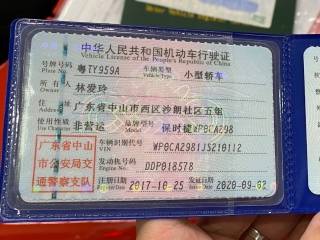 中华人民共和国机动车行驶证
Vehicle License of the People's Republic of China
号牌号码 粤TY959A 车辆类型 小型轿车
Plate No. Vehicle Type
所有人 林爱玲
Owner
住址 广东省中山市西区沙朗社区五组
Address
使用性质 非营运 品牌型号 保时捷WP0CA298
Use Character Model
广东省中山
市公安局交
通警察支队
车辆识别代号 WP0CA2981JS210112
VIN
发动机号码 DDP018578
Engine No.
注册日期 2017-10-25 发证日期 2020-09-02
Register Date Issue Date